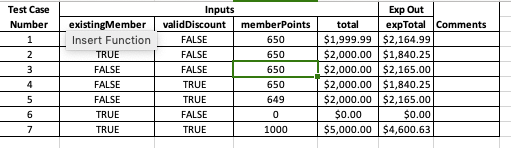 Test Case Inputs Exp Out
Number existingMember validDiscount memberPoints total expTotal Comments
1 Insert Function FALSE 650 $1,999.99 $2,164.99
2 TRUE FALSE 650 $2,000.00 $1,840.25
3 FALSE FALSE 650 $2,000.00 $2,165.00
4 FALSE TRUE 650 $2,000.00 $1,840.25
5 FALSE TRUE 649 $2,000.00 $2,165.00
6 TRUE FALSE 0 $0.00 $0.00
7 TRUE TRUE 1000 $5,000.00 $4,600.63